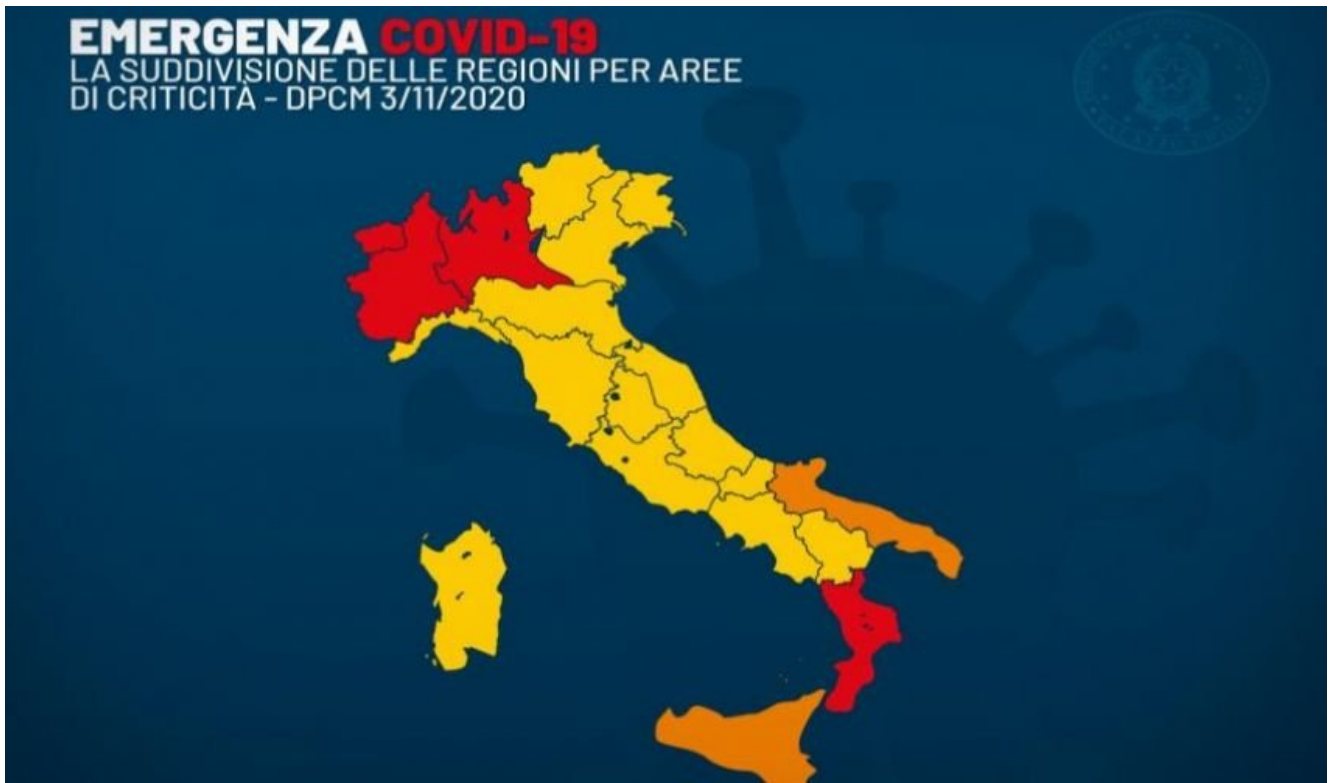 EMERGENZA COVID-19
LA SUDDIVISIONE DELLE REGIONI PER AREE
DI CRITICITÀ - DPCM 3/11/2020